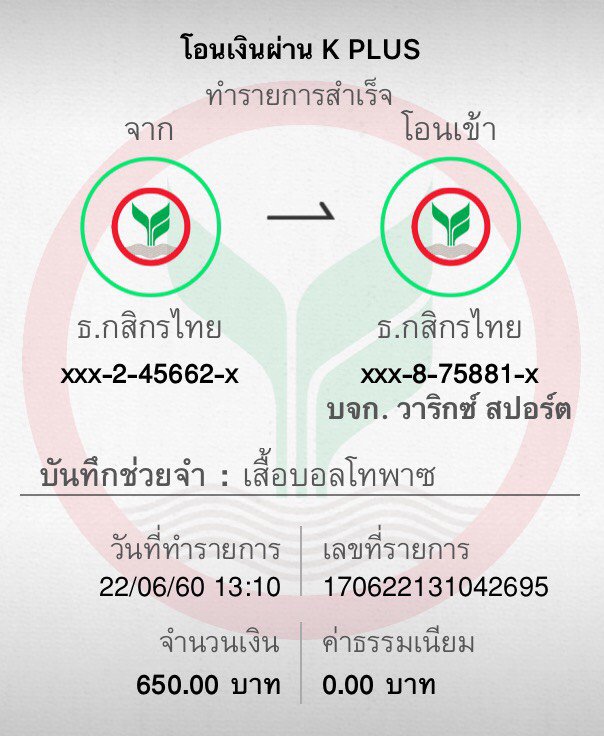 โอนเงินผ่าน K PLUS
ทำรายการสำเร็จ
จาก
โอนเข้า
ธ.กสิกรไทย
ธ.กสิกรไทย
xxx-2-45662-x
xxx-8-75881-x
บจก. วาริกซ์ สปอร์ต
บันทึกช่วยจำ : เสื้อบอลโทพาซ
วันที่ทำรายการ
เลขที่รายการ
22/06/60 13:10
170622131042695
จำนวนเงิน
ค่าธรรมเนียม
650.00 บาท
0.00 บาท